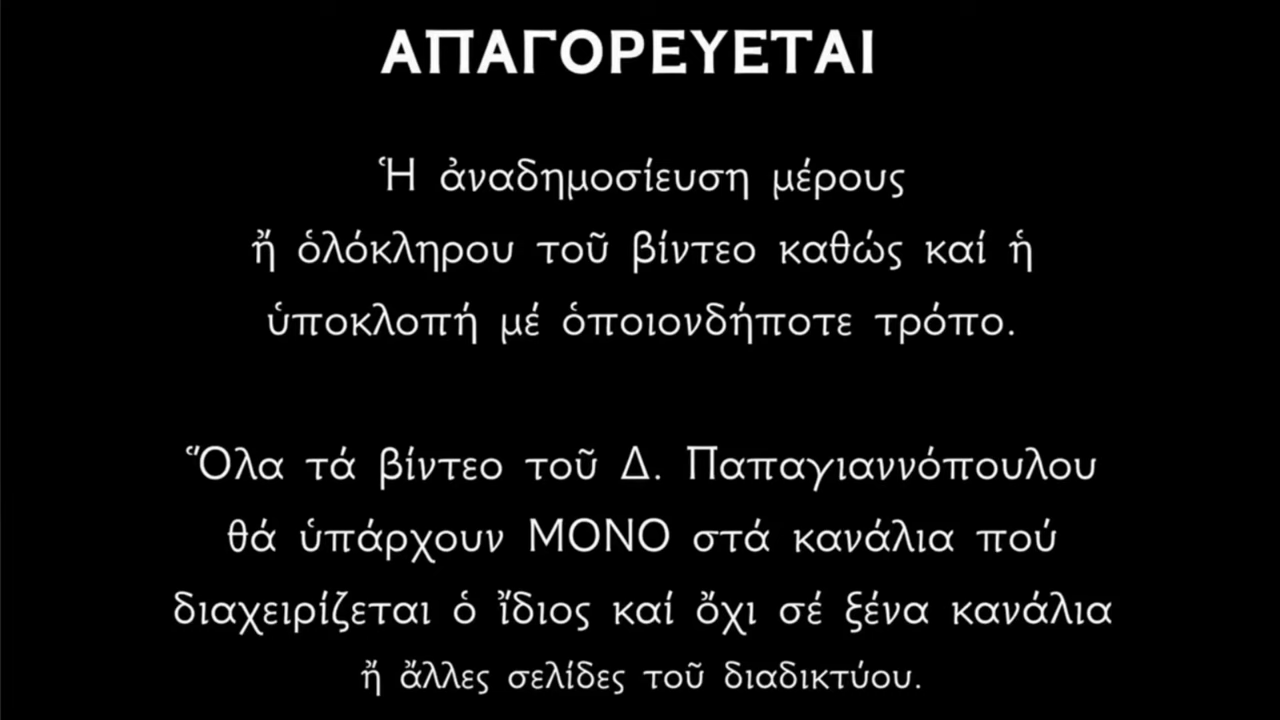 ΑΠΑΓΟΡΕΥΕΤΑΙ
Ἡ ἀναδημοσίευση μέρους
ἤ ὁλόκληρου τοῦ βίντεο καθώς καί ἡ
ὑποκλοπή μέ ὁποιονδήποτε τρόπο.
Ὅλα τά βίντεο τοῦ Δ. Παπαγιαννόπουλου
θά ὑπάρχουν ΜΟΝΟ στά κανάλια πού
διαχειρίζεται ὁ ἴδιος καί ὄχι σέ ξένα κανάλια
ἤ ἄλλες σελίδες τοῦ διαδικτύου.